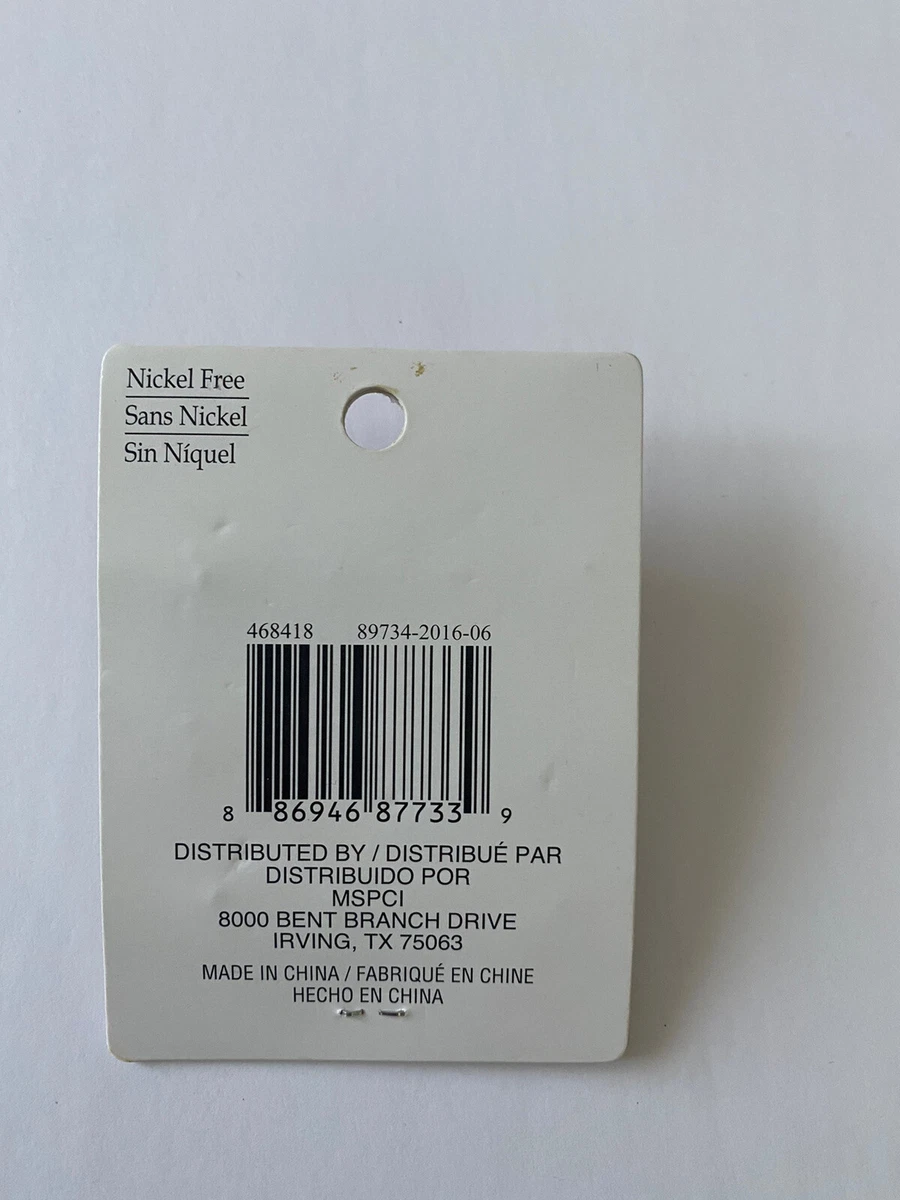 Nickel Free
Sans Nickel
Sin Níquel
468418 89734-2016-06
8 86946 87733 9
DISTRIBUTED BY / DISTRIBUÉ PAR
DISTRIBUIDO POR
MSPCI
8000 BENT BRANCH DRIVE
IRVING, TX 75063
MADE IN CHINA / FABRIQUÉ EN CHINE
HECHO EN CHINA